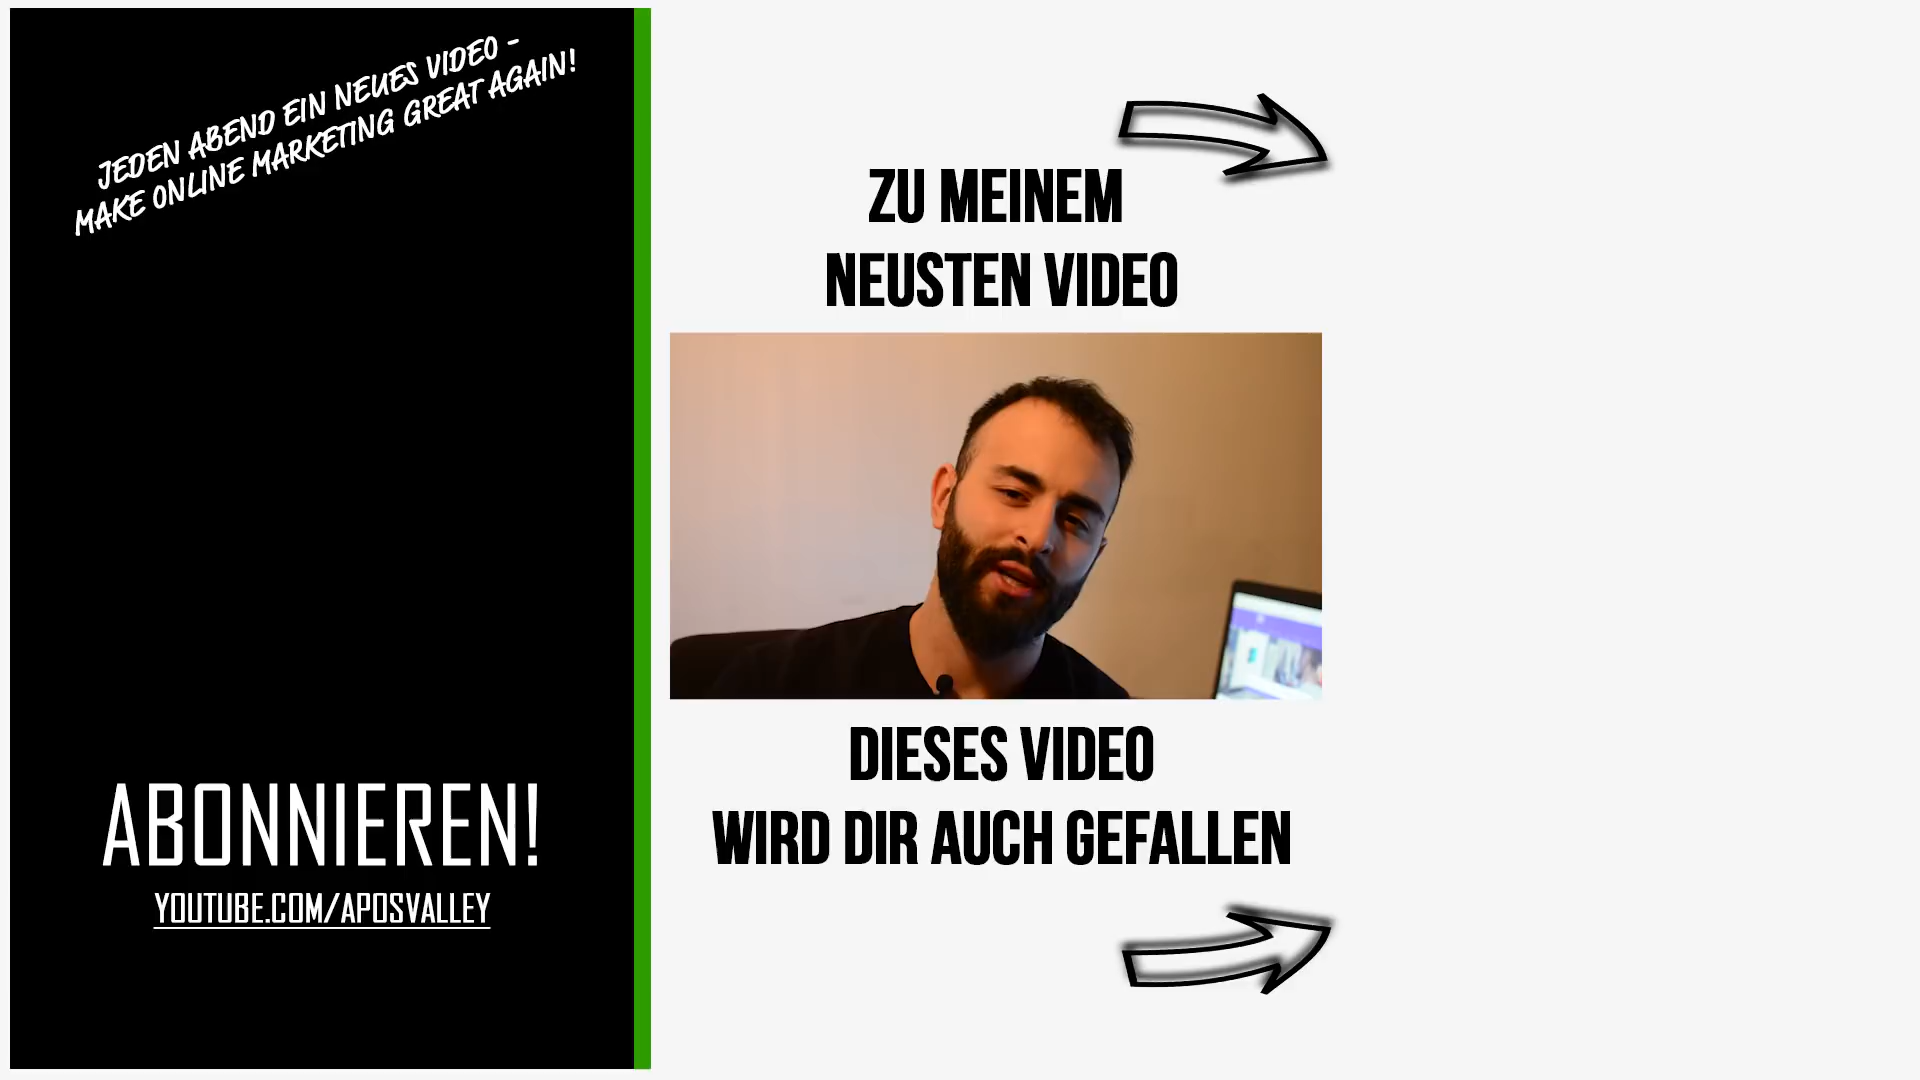 JEDEN ABEND EIN NEUES VIDEO -
MAKE ONLINE MARKETING GREAT AGAIN!
ABONNIEREN!
YOUTUBE.COM/APOSVALLEY
ZU MEINEM
NEUSTEN VIDEO
DIESES VIDEO
WIRD DIR AUCH GEFALLEN